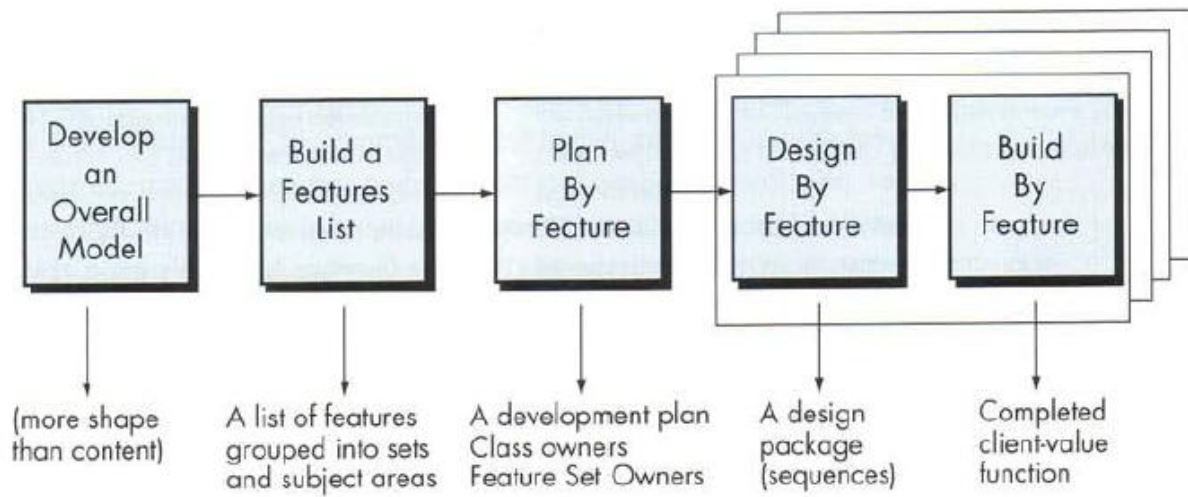 Develop
an
Overall
Model
Build a
Features
List
Plan
By
Feature
Design
By
Feature
Build
By
Feature
(more shape
than content)
A list of features
grouped into sets
and subject areas
A development plan
Class owners
Feature Set Owners
A design
package
(sequences)
Completed
client-value
function